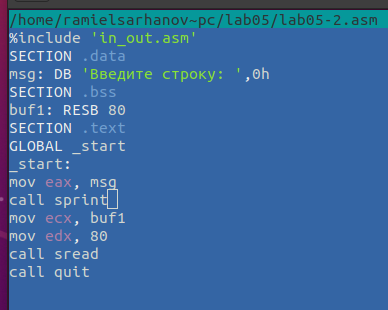 /home/ramielsarhanov~pc/lab05/lab05-2.asm
%include 'in_out.asm'
SECTION .data
msg: DB 'Введите строку: ',0h
SECTION .bss
buf1: RESB 80
SECTION .text
GLOBAL _start
_start:
mov eax, msg
call sprint
mov ecx, buf1
mov edx, 80
call sread
call quit